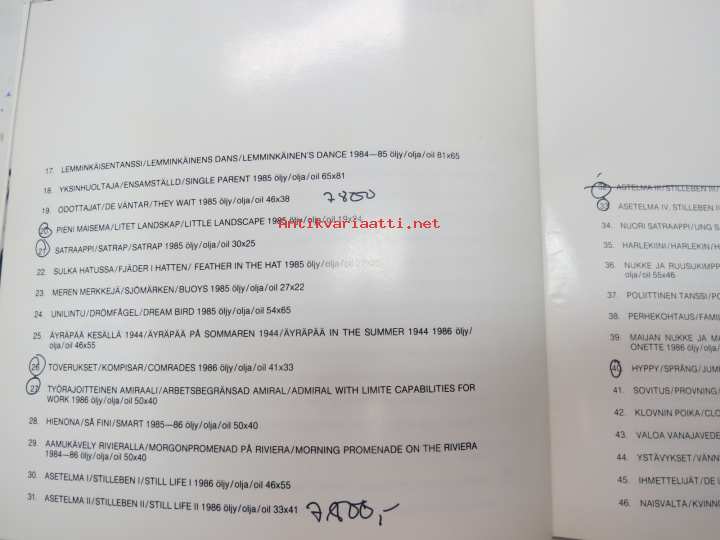 17. LEMMINKÄISENTANSSI/LEMMINKÄINENS DANS/LEMMINKÄINEN'S DANCE 1984—85 öljy/olja/oil 81x65
18. YKSINHUOLTAJA/ENSAMSTÄLLD/SINGLE PARENT 1985 öljy/olja/oil 65x81
19. ODOTTAJAT/DE VÄNTAR/THEY WAIT 1985 öljy/olja/oil 46x38
7800
20. PIENI MAISEMA/LITET LANDSKAP/LITTLE LANDSCAPE 1985 öljy/olja/oil 19x24
Antikvariaatti.net
21. SATRAAPPI/SATRAP/SATRAP 1985 öljy/olja/oil 30x25
22. SULKA HATUSSA/FJÄDER I HATTEN/ FEATHER IN THE HAT 1985 öljy/olja/oil
23. MEREN MERKKEJÄ/SJÖMÄRKEN/BUOYS 1985 öljy/olja/oil 27x22
24. UNILINTU/DRÖMFÅGEL/DREAM BIRD 1985 öljy/olja/oil 54x65
25. ÄYRÄPÄÄ KESÄLLÄ 1944/ÄYRÄPÄÄ PÅ SOMMAREN 1944/ÄYRÄPÄÄ IN THE SUMMER 1944 1986 öljy/
olja/oil 46x55
26. TOVERUKSET/KOMPISAR/COMRADES 1986 öljy/olja/oil 41x33
27. TYÖRAJOITTEINEN AMIRAALI/ARBETSBEGRÄNSAD AMIRAL/ADMIRAL WITH LIMITE CAPABILITIES FOR
WORK 1986 öljy/olja/oil 50x40
28. HIENONA/SÅ FINI/SMART 1985—86 öljy/olja/oil 50x40
29. AAMUKÄVELY RIVIERALLA/MORGONPROMENAD PÅ RIVIERA/MORNING PROMENADE ON THE RIVIERA
1984—86 öljy/olja/oil 50x40
30. ASETELMA I/STILLEBEN I/STILL LIFE I 1986 öljy/olja/oil 46x55
31. ASETELMA II/STILLEBEN II/STILL LIFE II 1986 öljy/olja/oil 33x41
ASETELMA III/STILLEBEN III/
33. ASETELMA IV. STILLEBEN I
34. NUORI SATRAAPPI/UNG S
35. HARLEKIINI/HARLEKIN/H
36. NUKKE JA RUUSUKIMPP
olja/oil 55x46
37. POLIITTINEN TANSSI/PO
38. PERHEKOHTAUS/FAMI
39. MAIJAN NUKKE JA MA
ONETTE 1986 öljy/olja
40. HYPPY/SPRÅNG/JUM
41. SOVITUS/PROVNING/
42. KLOVNIN POIKA/CLO
43. VALOA VANAJAVEDE
44. YSTÄVYKSET/VÄNN
45. IHMETTELIJÄT/DE U
46. NAISVALTA/KVINN